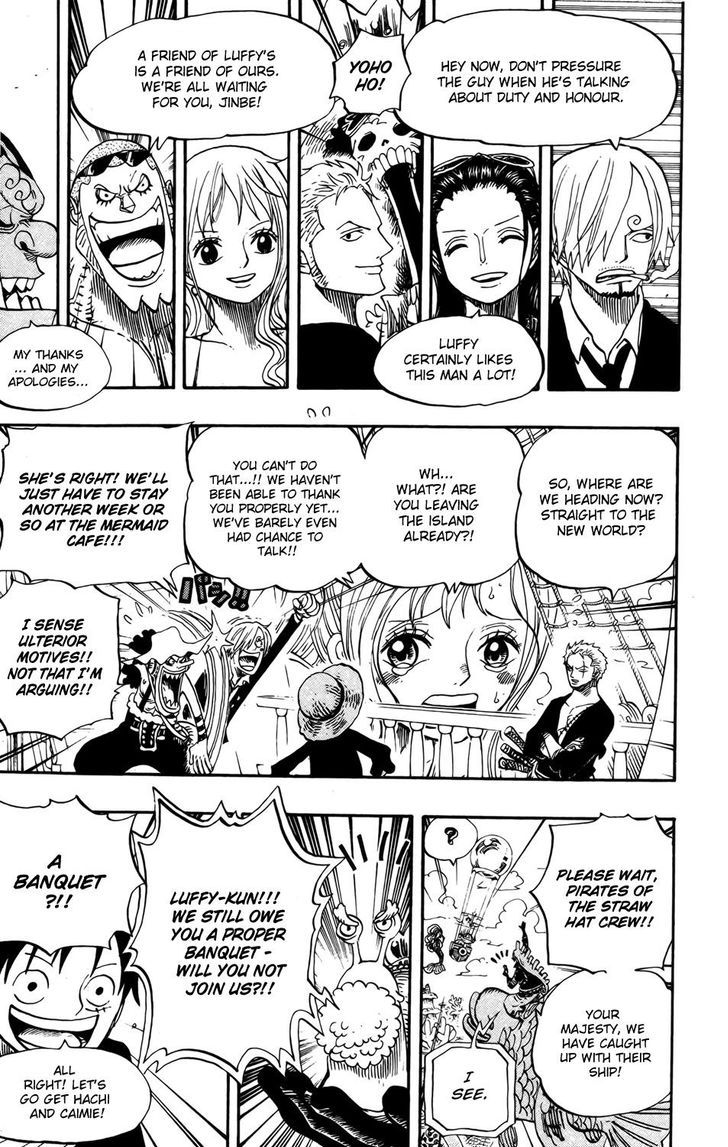 HEY NOW, DON'T PRESSURE
THE GUY WHEN HE'S TALKING
ABOUT DUTY AND HONOUR.
YOHO
HO!
A FRIEND OF LUFFY'S
IS A FRIEND OF OURS.
WE'RE ALL WAITING
FOR YOU, JINBE!
LUFFY
CERTAINLY LIKES
THIS MAN A LOT!
MY THANKS
... AND MY
APOLOGIES...
SO, WHERE ARE
WE HEADING NOW?
STRAIGHT TO THE
NEW WORLD?
WH...
WHAT?! ARE
YOU LEAVING
THE ISLAND
ALREADY?!
YOU CAN'T DO
THAT...!! WE HAVEN'T
BEEN ABLE TO THANK
YOU PROPERLY YET...
WE'VE BARELY EVEN
HAD CHANCE TO
TALK!!
SHE'S RIGHT! WE'LL
JUST HAVE TO STAY
ANOTHER WEEK OR
SO AT THE MERMAID
CAFE!!!
I SENSE
ULTERIOR
MOTIVES!!
NOT THAT I'M
ARGUING!!
?
PLEASE WAIT,
PIRATES OF
THE STRAW
HAT CREW!!
YOUR
MAJESTY, WE
HAVE CAUGHT
UP WITH THEIR
SHIP!
I
SEE.
LUFFY-KUN!!!
WE STILL OWE
YOU A PROPER
BANQUET -
WILL YOU NOT
JOIN US?!!
A
BANQUET
?!!
ALL
RIGHT! LET'S
GO GET HACHI
AND CAIMIE!